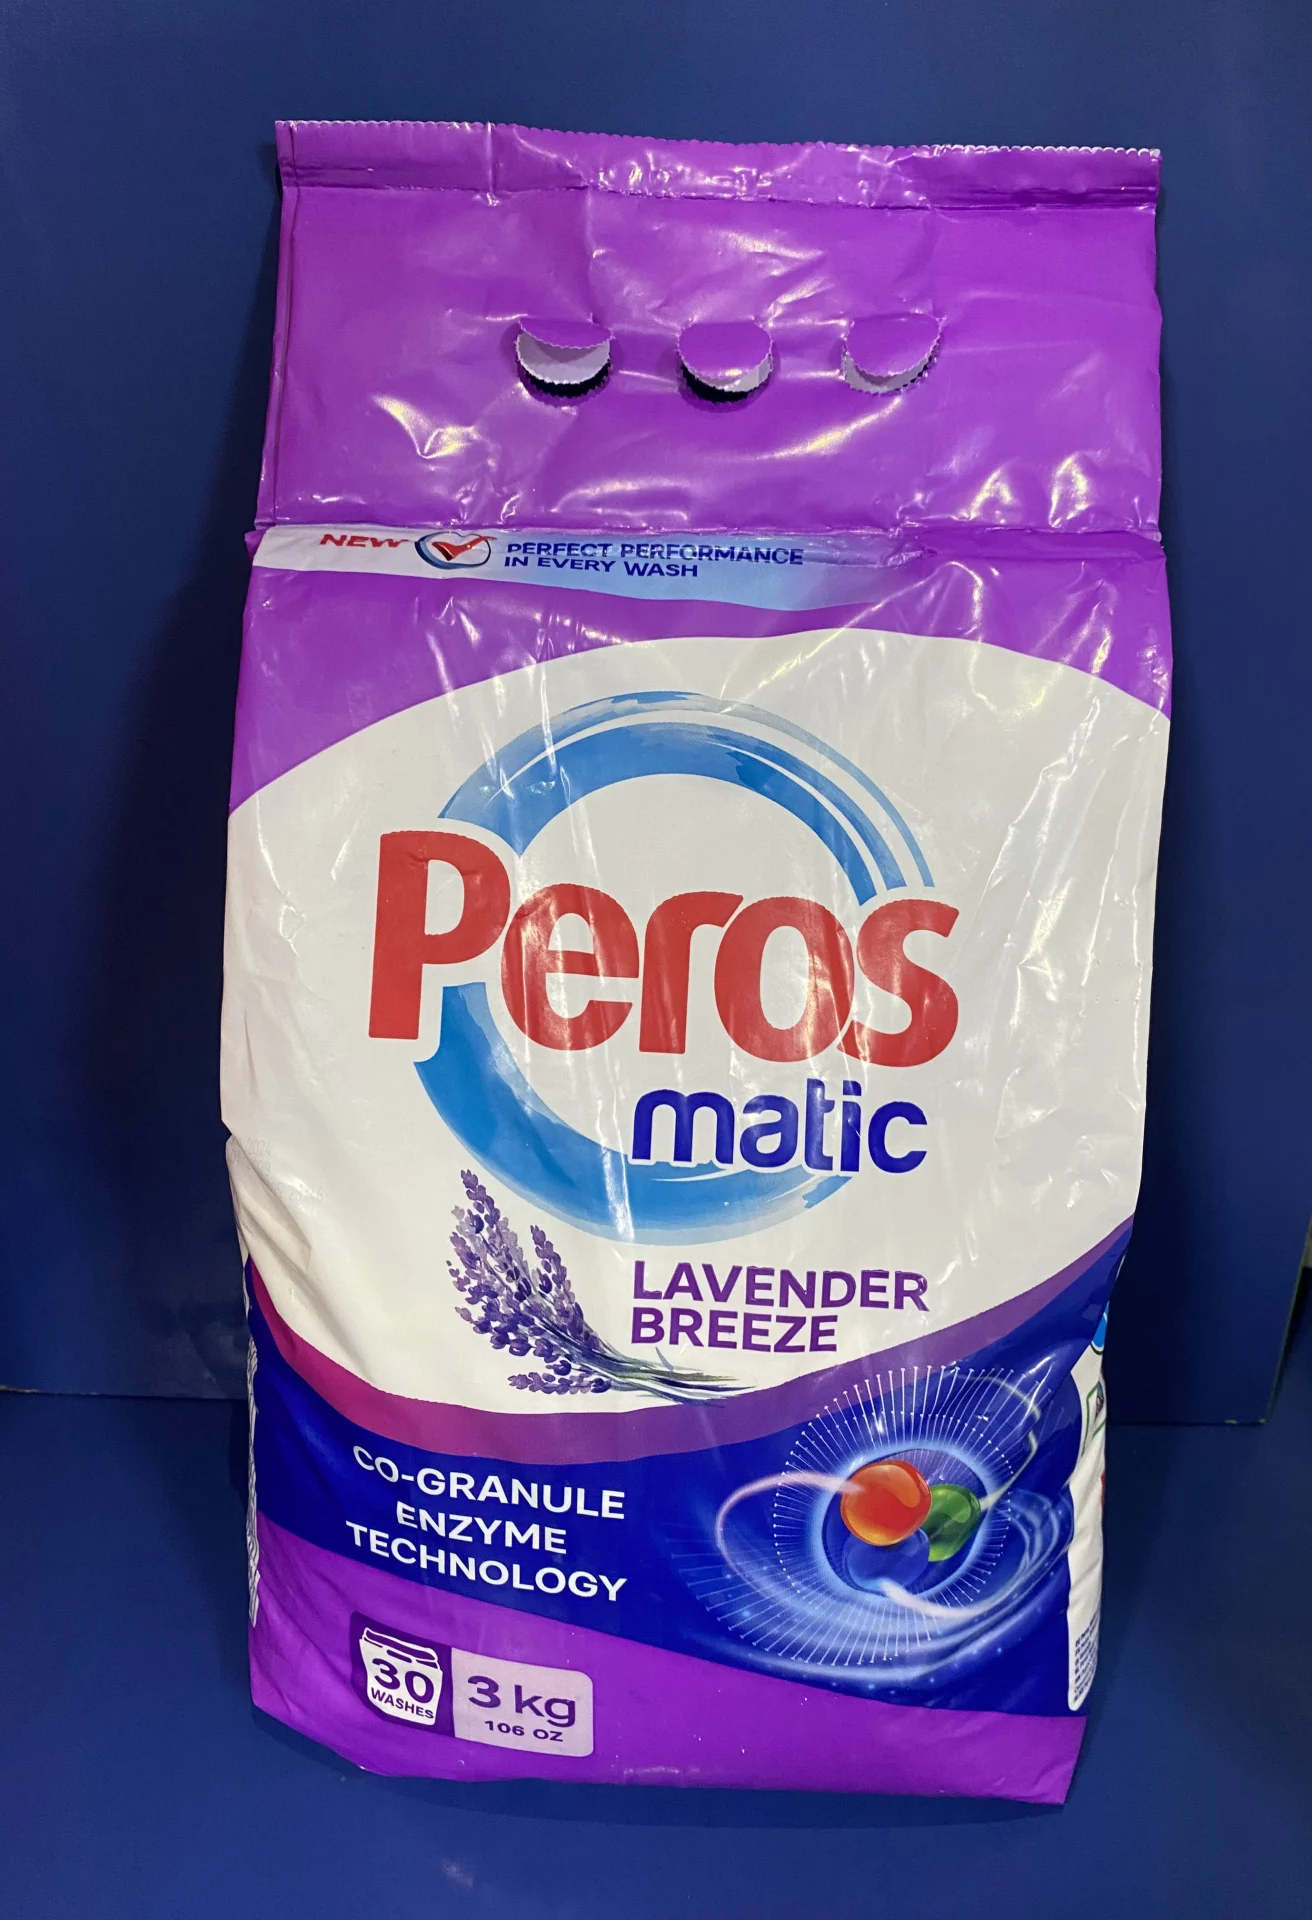 NEW
PERFECT PERFORMANCE
IN EVERY WASH
Peros
matic
LAVENDER
BREEZE
CO-GRANULE
ENZYME
TECHNOLOGY
30
WASHES
3 kg
106 OZ